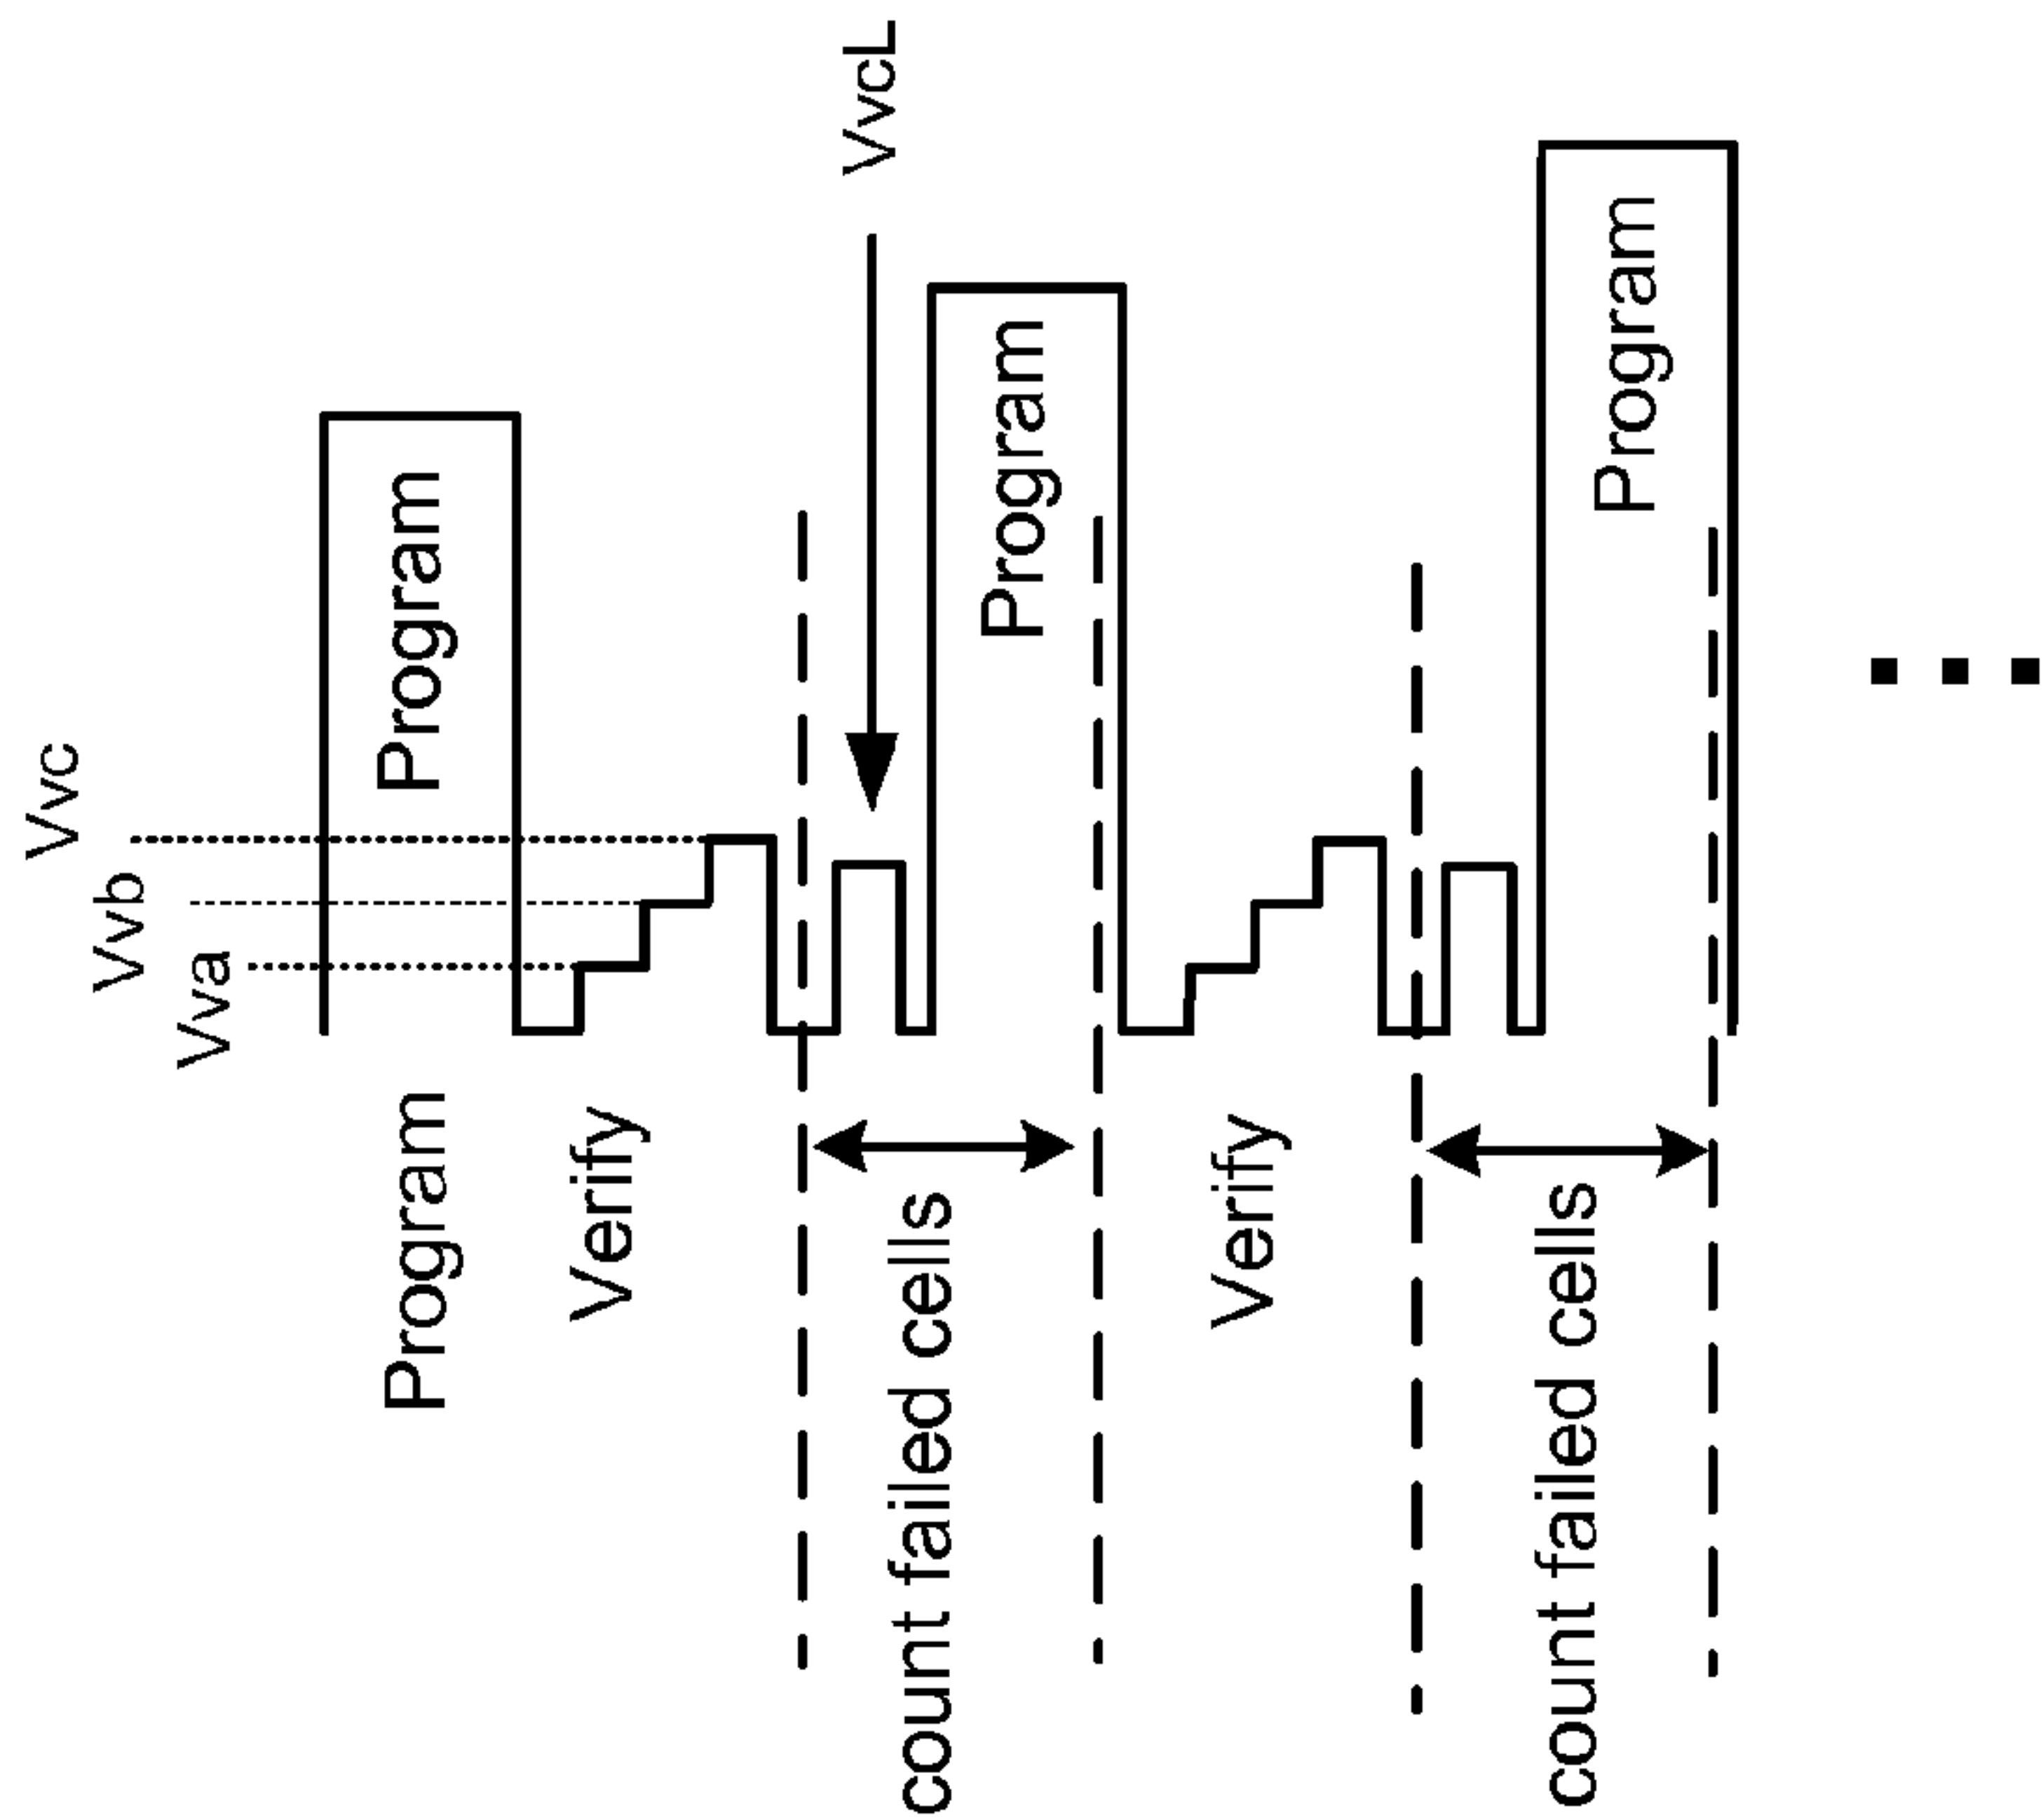 Vvc
Vvb
Vva
VvcL
Program
Program
Program
Program
Verify
count failed cells
Verify
count failed cells